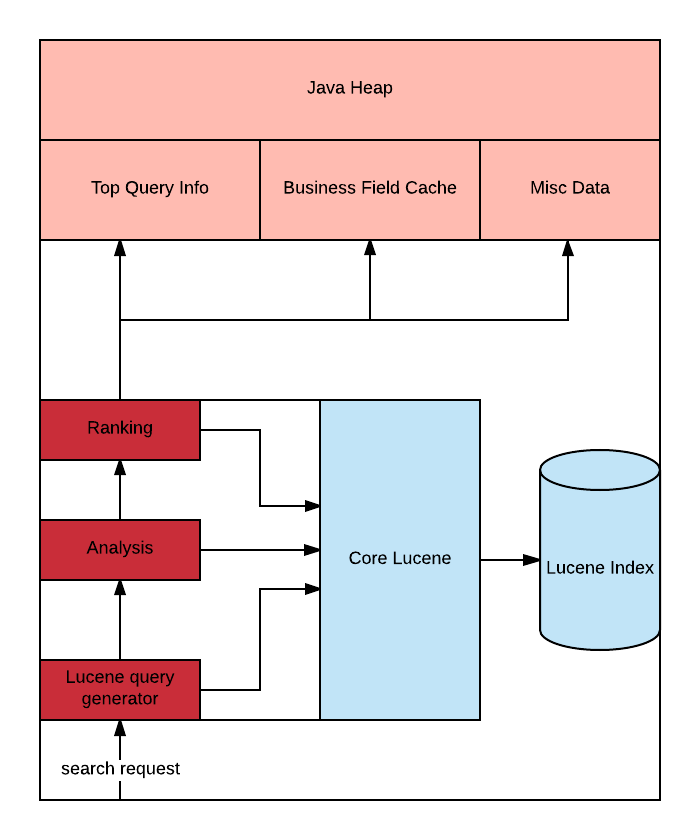 Java Heap
Top Query Info
Business Field Cache
Misc Data
Ranking
Analysis
Core Lucene
Lucene Index
Lucene query
generator
search request